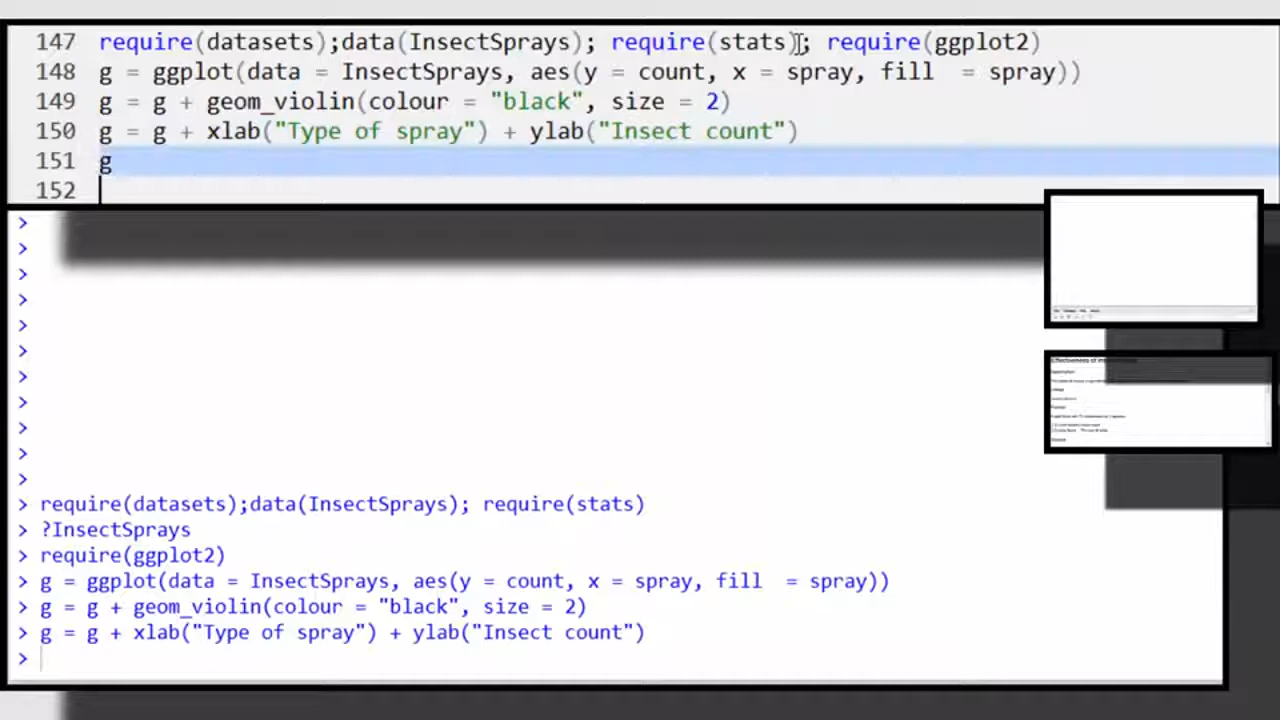 147 require(datasets);data(InsectSprays); require(stats); require(ggplot2)
148 g = ggplot(data = InsectSprays, aes(y = count, x = spray, fill  = spray))
149 g = g + geom_violin(colour = "black", size = 2)
150 g = g + xlab("Type of spray") + ylab("Insect count")
151 g
152
>
>
>
>
>
>
>
>
>
>
>
> require(datasets);data(InsectSprays); require(stats)
> ?InsectSprays
> require(ggplot2)
> g = ggplot(data = InsectSprays, aes(y = count, x = spray, fill  = spray))
> g = g + geom_violin(colour = "black", size = 2)
> g = g + xlab("Type of spray") + ylab("Insect count")
>